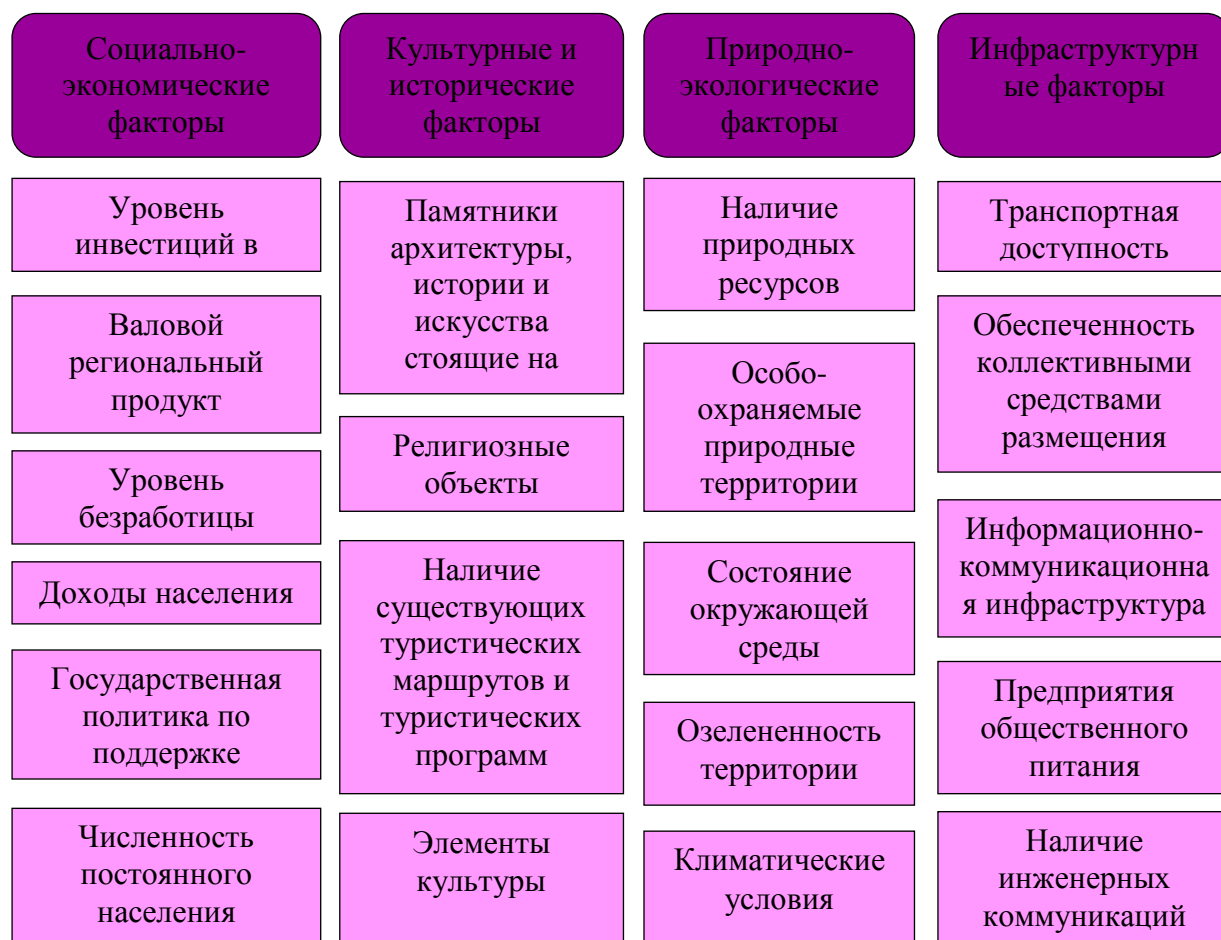 Социально-
экономические
факторы
Уровень
инвестиций в
Валовой
региональный
продукт
Уровень
безработицы
Доходы населения
Государственная
политика по
поддержке
Численность
постоянного
населения
Культурные и
исторические
факторы
Памятники
архитектуры,
истории и
искусства
стоящие на
Религиозные
объекты
Наличие
существующих
туристических
маршрутов и
туристических
программ
Элементы
культуры
Природно-
экологические
факторы
Наличие
природных
ресурсов
Особо-
охраняемые
природные
территории
Состояние
окружающей
среды
Озелененность
территории
Климатические
условия
Инфраструктурн
ые факторы
Транспортная
доступность
Обеспеченность
коллективными
средствами
размещения
Информационно-
коммуникационна
я инфраструктура
Предприятия
общественного
питания
Наличие
инженерных
коммуникаций